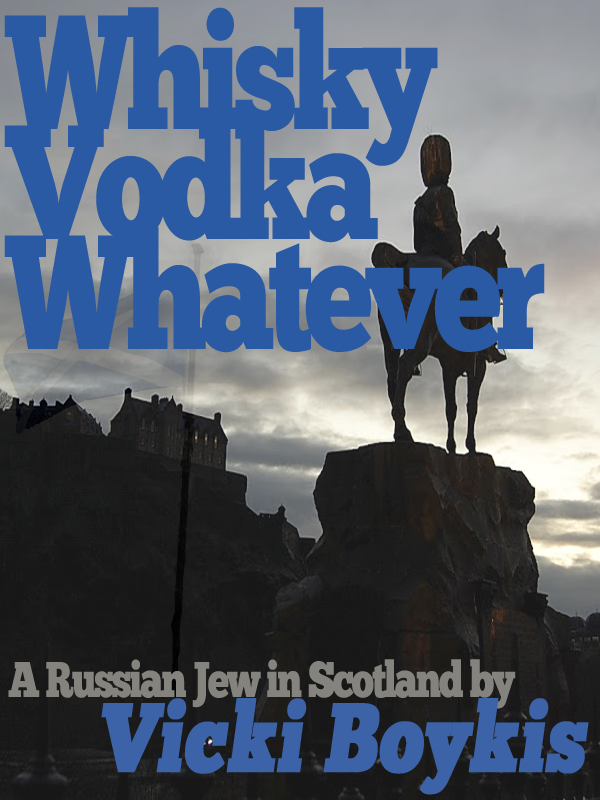 Whisky
Vodka
Whatever
A Russian Jew in Scotland by
Vicki Boykis